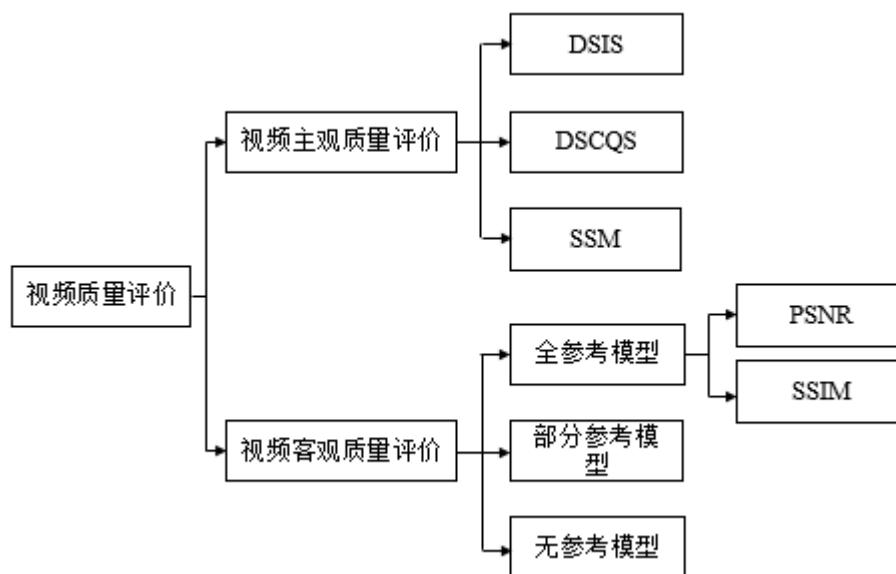 DSIS
视频主观质量评价
DSCQS
SSM
视频质量评价
PSNR
全参考模型
SSIM
视频客观质量评价
部分参考模
型
无参考模型